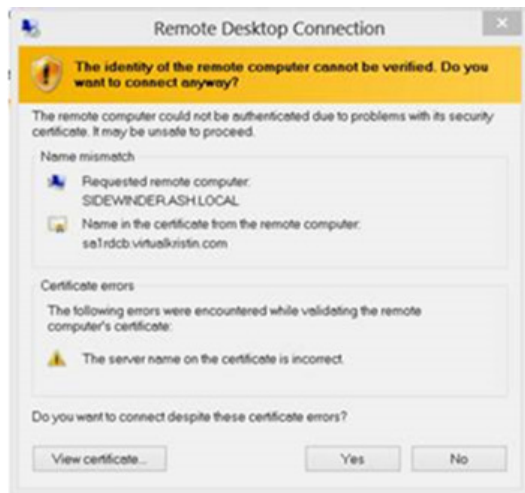 Remote Desktop Connection
The identity of the remote computer cannot be verified. Do you
want to connect anyway?
The remote computer could not be authenticated due to problems with its security
certificate. It may be unsafe to proceed.
Name mismatch
Requested remote computer:
SIDEWINDER.ASH.LOCAL
Name in the certificate from the remote computer:
sa1rdcb.virtualkristin.com
Certificate errors
The following errors were encountered while validating the remote
computer's certificate:
The server name on the certificate is incorrect.
Do you want to connect despite these certificate errors?
View certificate...
Yes
No